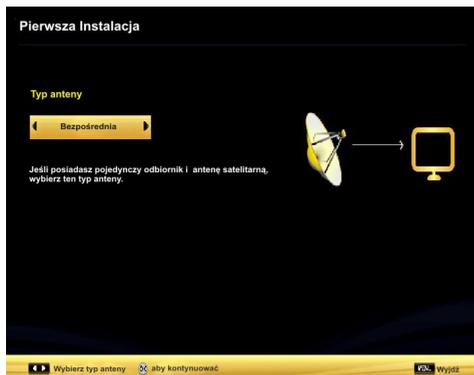 Pierwsza Instalacja
Typ anteny
Bezpośrednia
Jeśli posiadasz pojedynczy odbiornik i antenę satelitarną,
wybierz ten typ anteny.
Wybierz typ anteny OK aby kontynuować Wyjdź